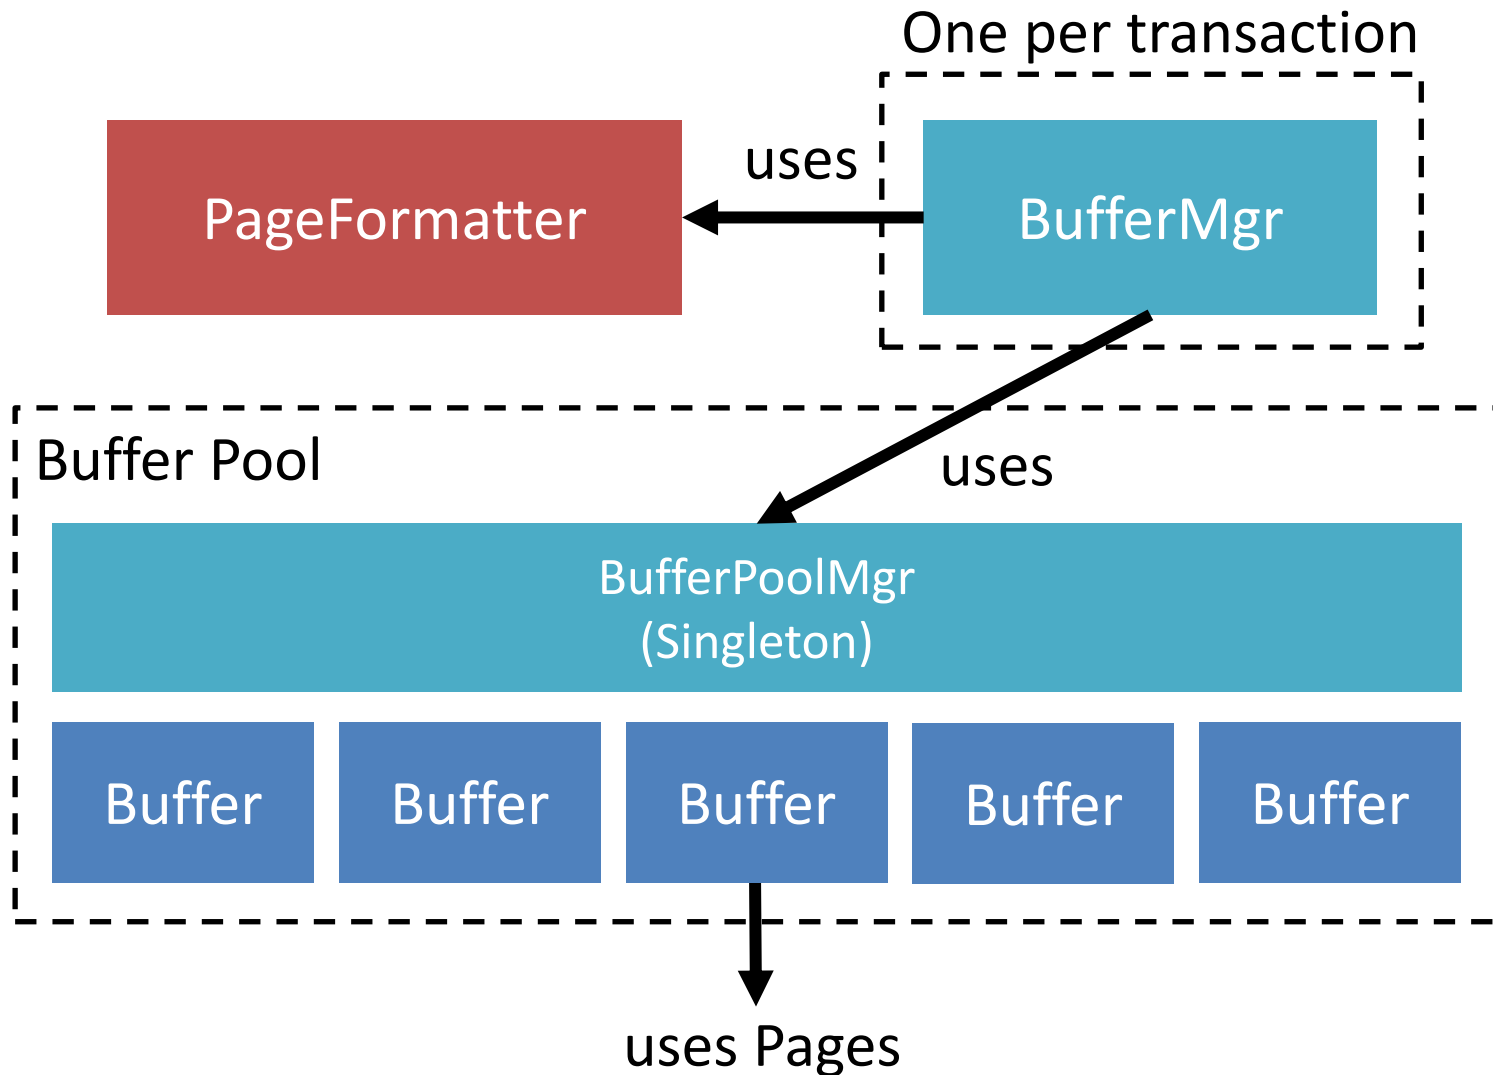 One per transaction
PageFormatter
uses
BufferMgr
Buffer Pool
uses
BufferPoolMgr
(Singleton)
Buffer
Buffer
Buffer
Buffer
Buffer
uses Pages